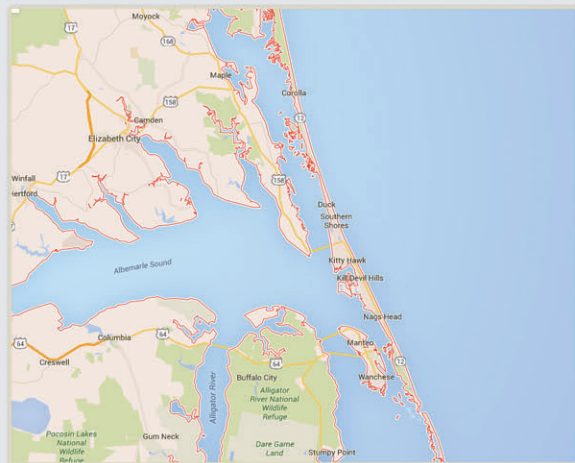 Moyock
17
168
Maple
Corolla
158
Camden
12
Elizabeth City
Winfall
17
158
Hertford
Duck
Southern
Shores
Albemarle Sound
Kitty Hawk
Kill Devil Hills
Nags Head
Columbia
64
64
Manteo
Creswell
64
12
Wanchese
Buffalo City
Alligator River
Alligator
River National
Wildlife
Refuge
Pocosin Lakes
National
Wildlife
Refuge
Gum Neck
Dare Game
Land
Stumpy Point